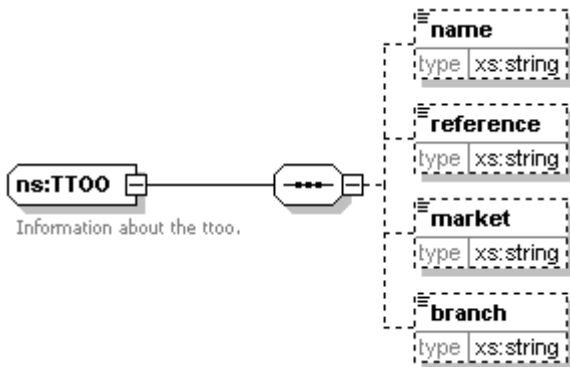 name
type xs:string
reference
type xs:string
ns:TTOO
Information about the ttoo.
market
type xs:string
branch
type xs:string